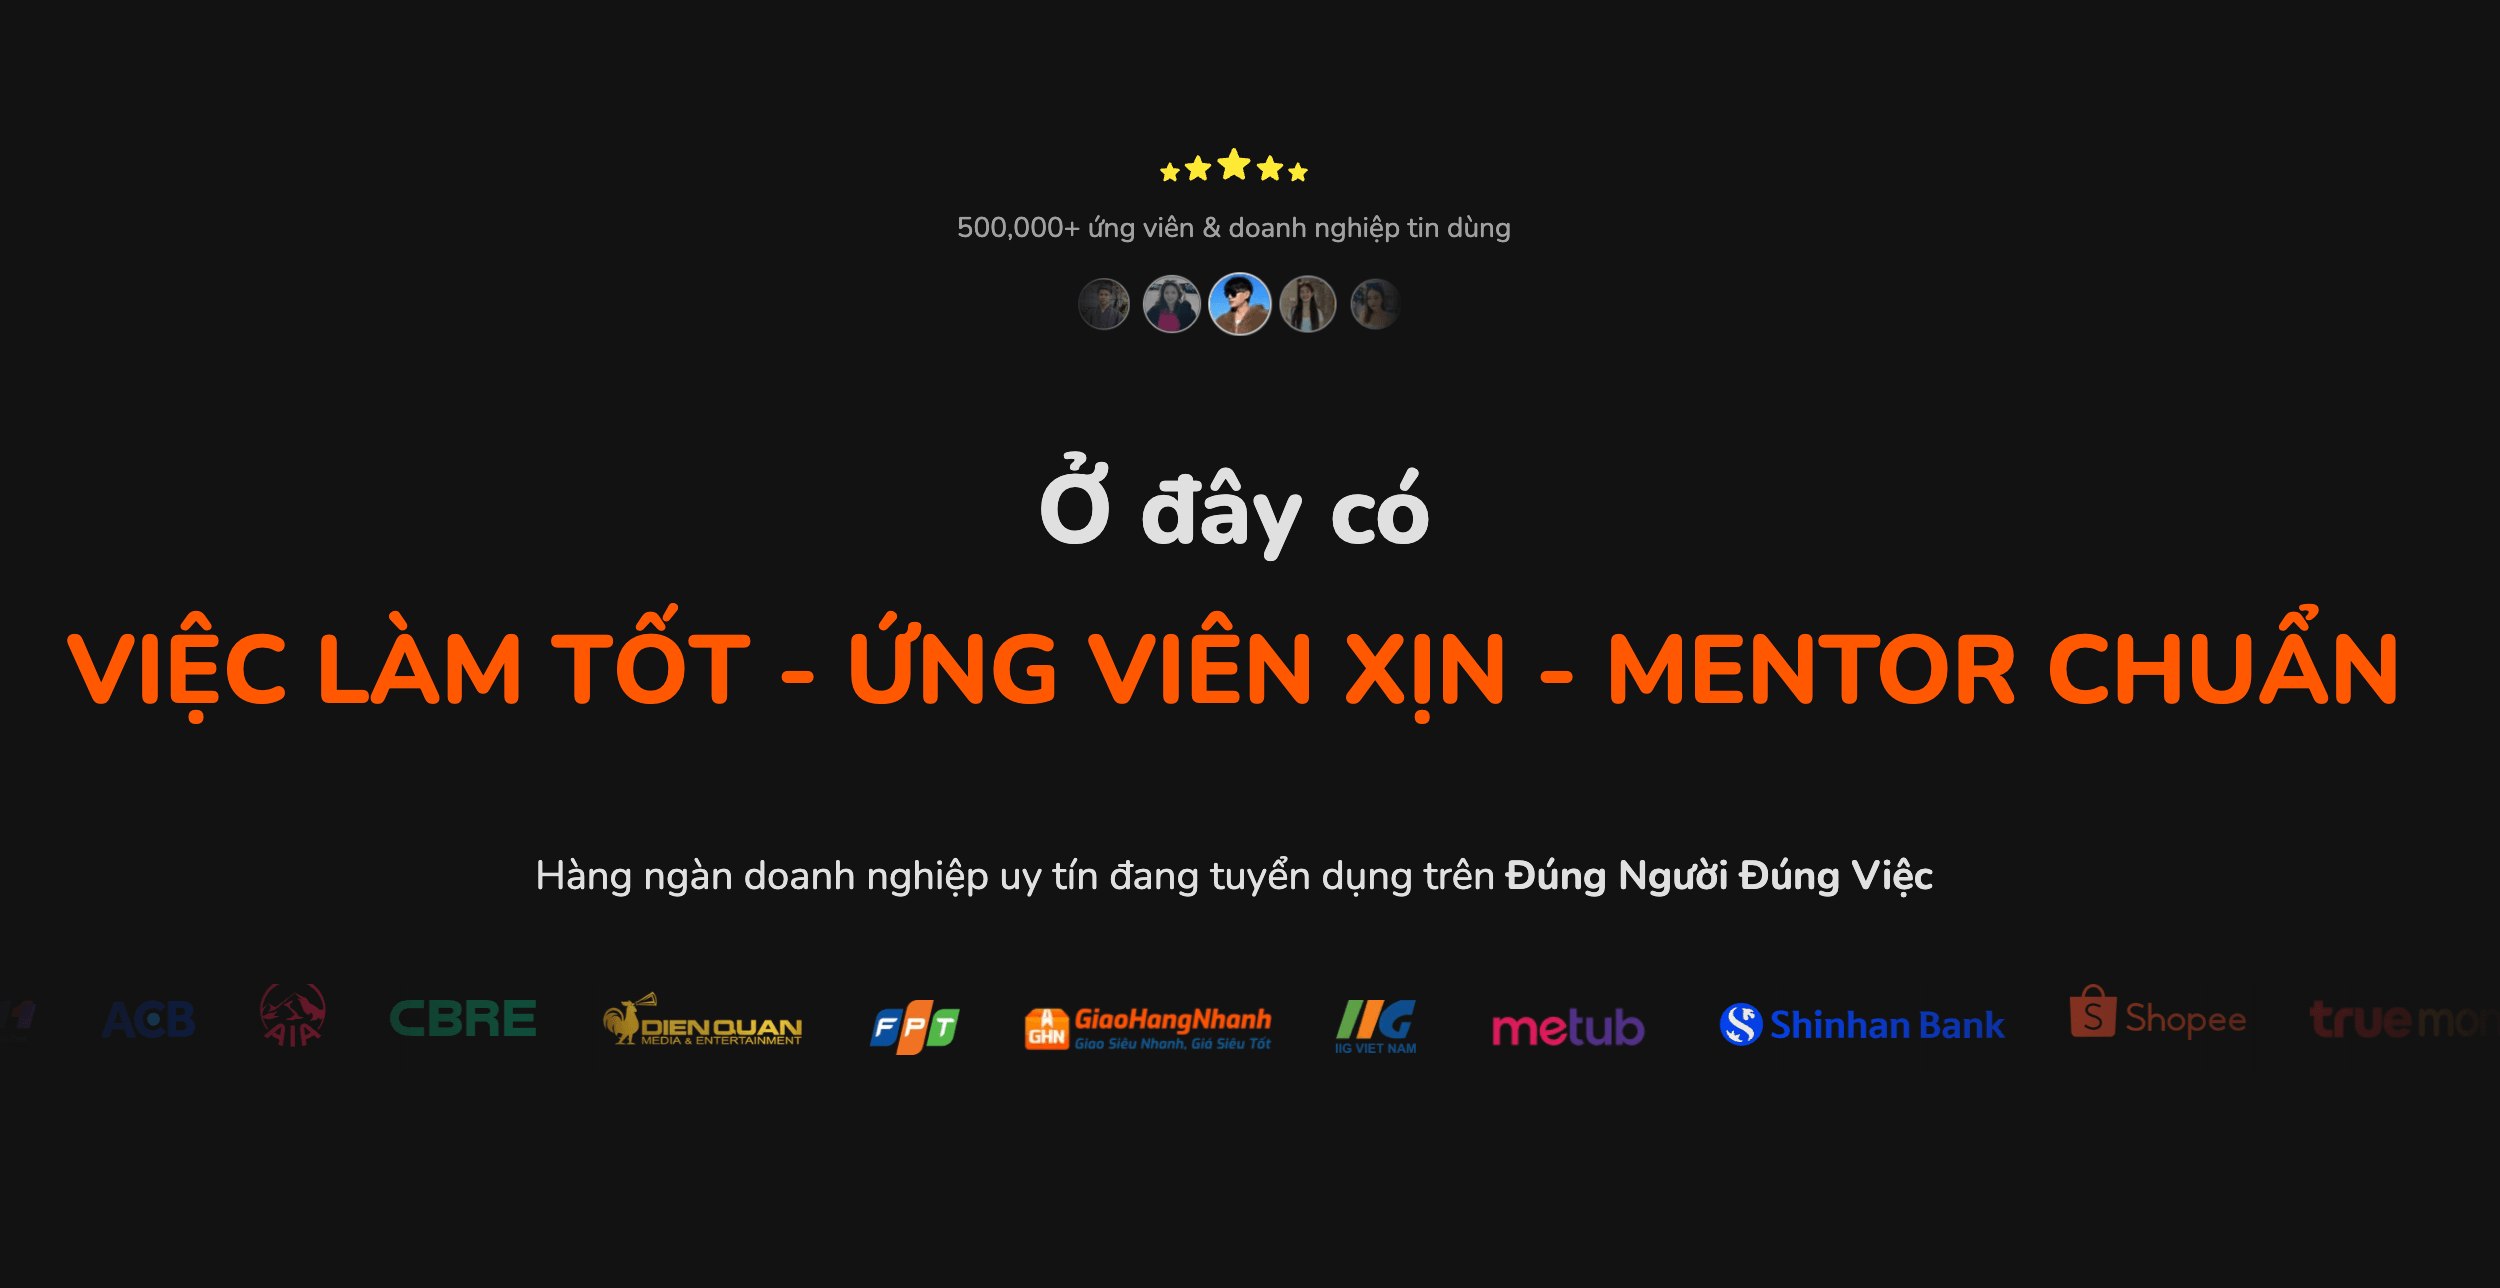 500,000+ ứng viên & doanh nghiệp tin dùng
Ở đây có
VIỆC LÀM TỐT - ỨNG VIÊN XỊN - MENTOR CHUẨN
Hàng ngàn doanh nghiệp uy tín đang tuyển dụng trên Đúng Người Đúng Việc
ACB
AIA
CBRE
DIEN QUAN
MEDIA & ENTERTAINMENT
FPT
A
GHN
GiaoHangNhanh
Giao Siêu Nhanh, Giá Siêu Tốt
IIG VIET NAM
metub
Shinhan Bank
Shopee
true